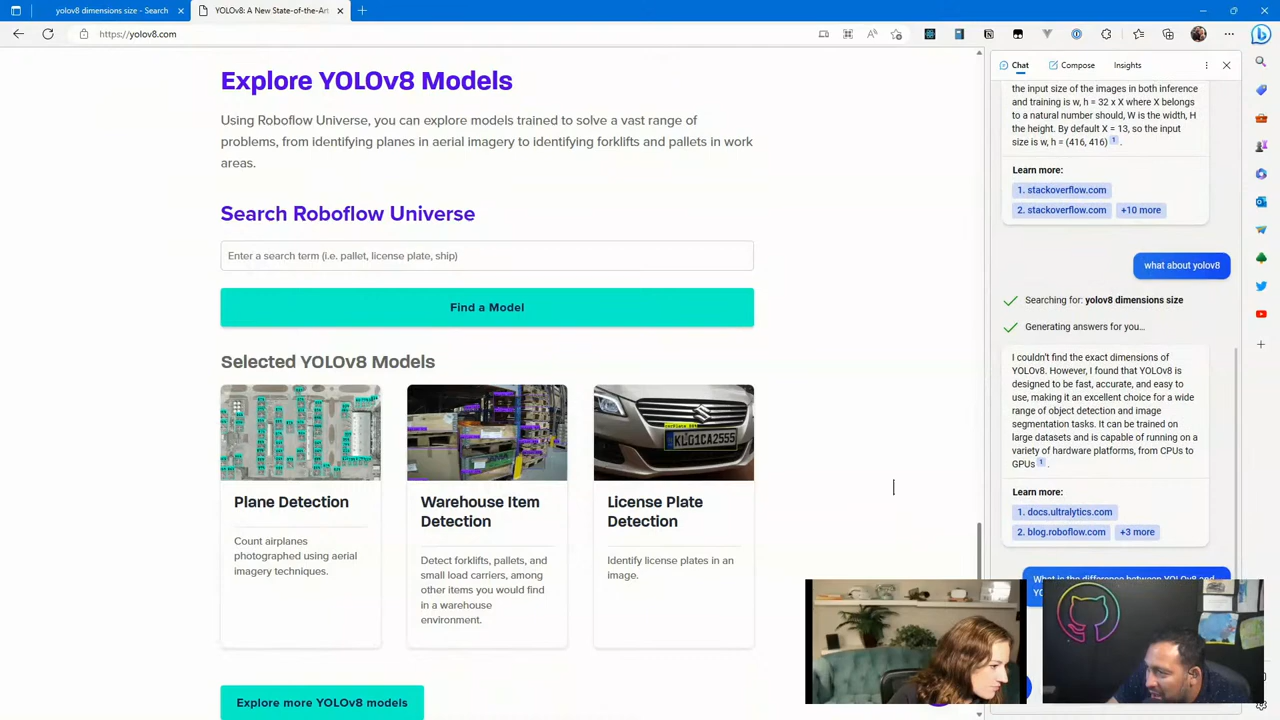 yolov8 dimensions size - Search
YOLOv8: A New State-of-the-Art
https://yolov8.com
Explore YOLOv8 Models
Using Roboflow Universe, you can explore models trained to solve a vast range of
problems, from identifying planes in aerial imagery to identifying forklifts and pallets in work
areas.
Search Roboflow Universe
Enter a search term (i.e. pallet, license plate, ship)
Find a Model
Selected YOLOv8 Models
KLG1CA2555
Plane Detection
Count airplanes
photographed using aerial
imagery techniques.
Warehouse Item
Detection
Detect forklifts, pallets, and
small load carriers, among
other items you would find
in a warehouse
environment.
License Plate
Detection
Identify license plates in an
image.
Explore more YOLOv8 models
Chat
Compose
Insights
the input size of the images in both inference
and training is w, h = 32 x X where X belongs
to a natural number should, W is the width, H
the height. By default X = 13, so the input
size is w, h = (416, 416) 1 .
Learn more:
1. stackoverflow.com
2. stackoverflow.com +10 more
what about yolov8
Searching for: yolov8 dimensions size
Generating answers for you…
I couldn't find the exact dimensions of
YOLOv8. However, I found that YOLOv8 is
designed to be fast, accurate, and easy to
use, making it an excellent choice for a wide
range of object detection and image
segmentation tasks. It can be trained on
large datasets and is capable of running on a
variety of hardware platforms, from CPUs to
GPUs 1 .
Learn more:
1. docs.ultralytics.com
2. blog.roboflow.com +3 more
What is the difference between YOLOv8 and